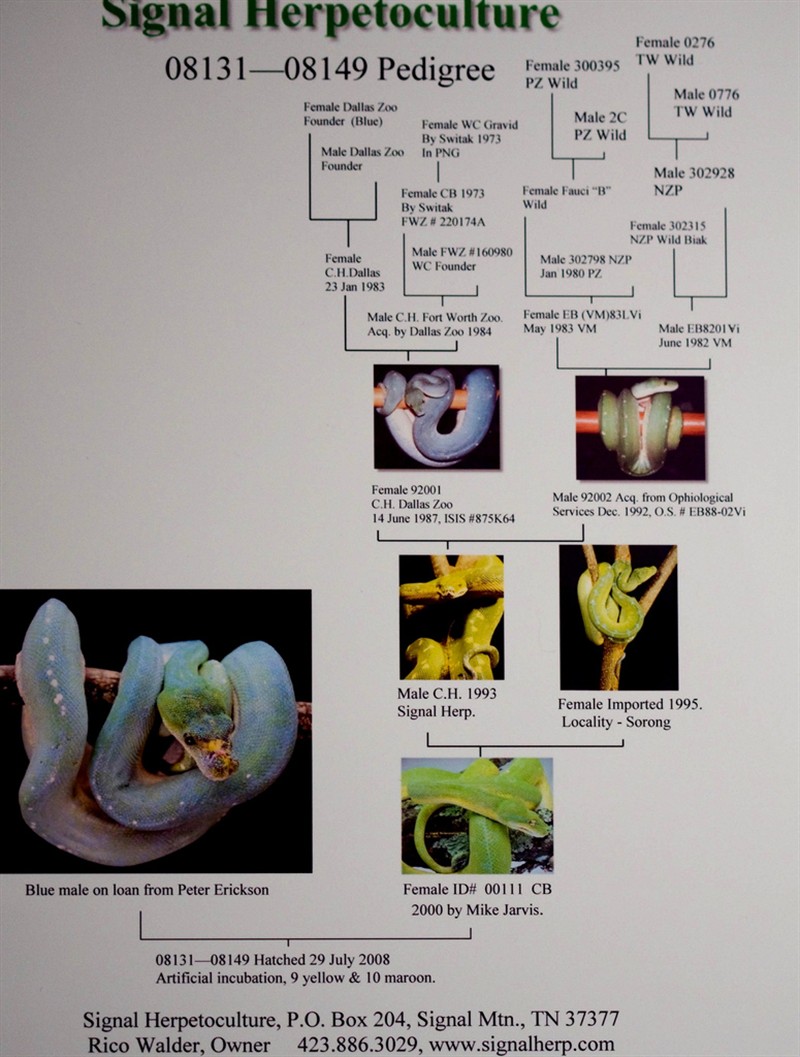 Signal Herpetoculture
08131—08149 Pedigree
Female 300395
PZ Wild
Female 0276
TW Wild
Male 2C
PZ Wild
Male 0776
TW Wild
Female Dallas Zoo
Founder (Blue)
Male Dallas Zoo
Founder
Female WC Gravid
By Switak 1973
In PNG
Female CB 1973
By Switak
FWZ # 220174A
Female Fauci "B"
Wild
Male 302928
NZP
Female 302315
NZP Wild Biak
Female
C.H.Dallas
23 Jan 1983
Male FWZ #160980
WC Founder
Male 302798 NZP
Jan 1980 PZ
Male C.H. Fort Worth Zoo.
Acq. by Dallas Zoo 1984
Female EB (VM)83LVi
May 1983 VM
Male EB8201Vi
June 1982 VM
Female 92001
C.H. Dallas Zoo
14 June 1987, ISIS #875K64
Male 92002 Acq. from Ophiological
Services Dec. 1992, O.S. # EB88-02Vi
Male C.H. 1993
Signal Herp.
Female Imported 1995.
Locality - Sorong
Blue male on loan from Peter Erickson
Female ID# 00111 CB
2000 by Mike Jarvis.
08131—08149 Hatched 29 July 2008
Artificial incubation, 9 yellow & 10 maroon.
Signal Herpetoculture, P.O. Box 204, Signal Mtn., TN 37377
Rico Walder, Owner 423.886.3029, www.signalherp.com